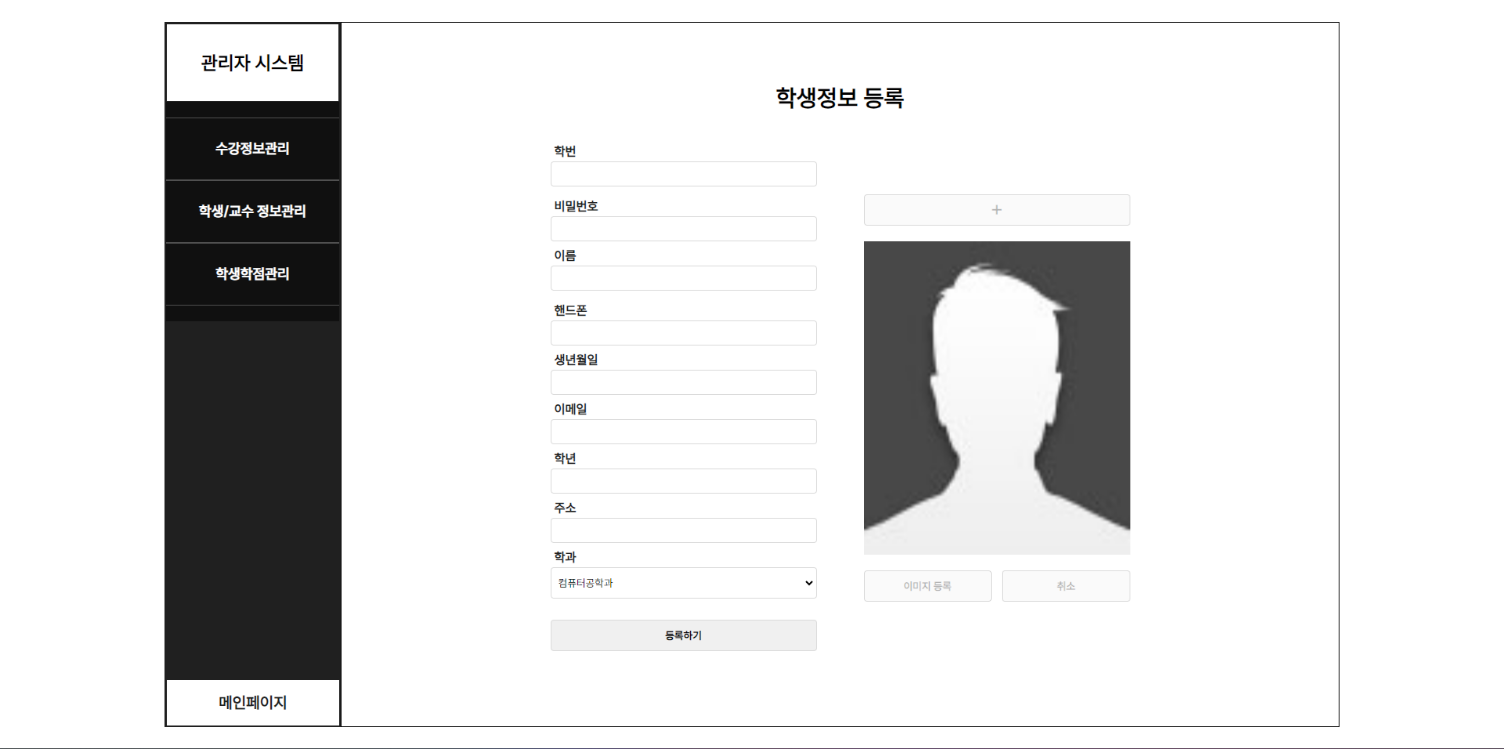 관리자 시스템
수강정보관리
학생/교수 정보관리
학생학점관리
메인페이지
학생정보 등록
학번
비밀번호
이름
핸드폰
생년월일
이메일
학년
주소
학과
컴퓨터공학과
등록하기
+
이미지 등록
취소